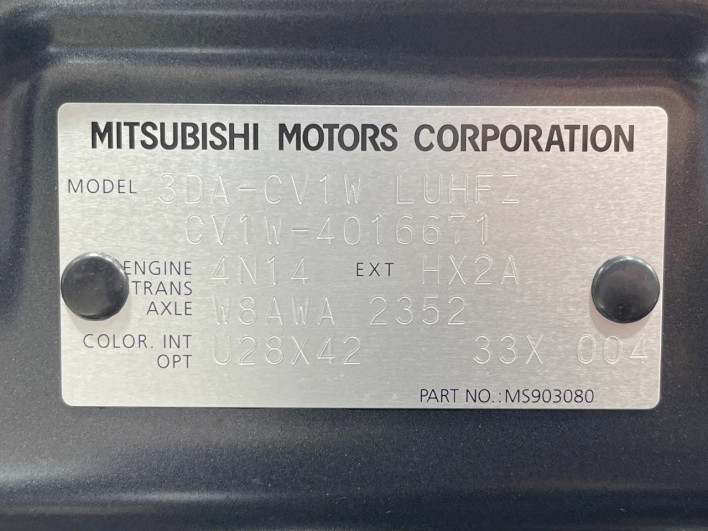 MITSUBISHI MOTORS CORPORATION
MODEL 3DA-CV1W LUHFZ
CV1W-4016671
ENGINE 4N14 EXT HX2A
TRANS
AXLE W8AWA 2352
COLOR. INT
OPT U28X42 33X 004
PART NO.:MS903080